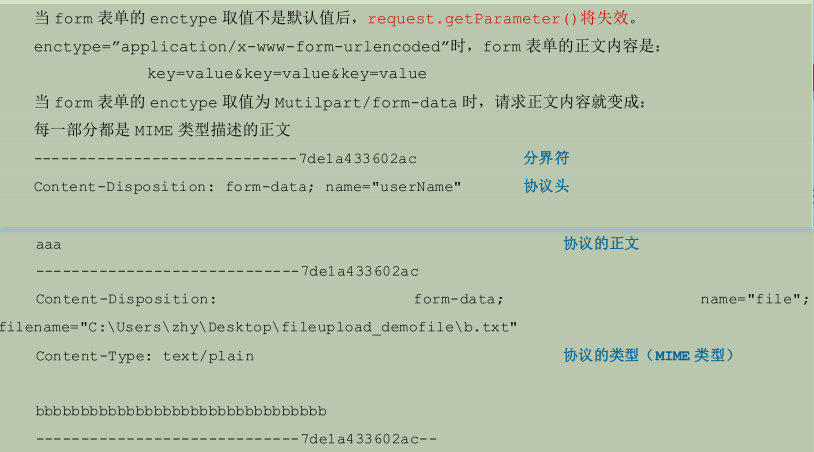 当 form 表单的 enctype 取值不是默认值后，request.getParameter()将失效。
enctype=”application/x-www-form-urlencoded”时，form 表单的正文内容是：
key=value&key=value&key=value
当 form 表单的 enctype 取值为 Mutilpart/form-data 时，请求正文内容就变成：
每一部分都是 MIME 类型描述的正文
-----------------------------7de1a433602ac 分界符
Content-Disposition: form-data; name="userName" 协议头
aaa 协议的正文
-----------------------------7de1a433602ac
Content-Disposition: form-data; name="file";
filename="C:\Users\zhy\Desktop\fileupload_demofile\b.txt"
Content-Type: text/plain 协议的类型（MIME 类型）
bbbbbbbbbbbbbbbbbbbbbbbbbbbbbbbb
-----------------------------7de1a433602ac--